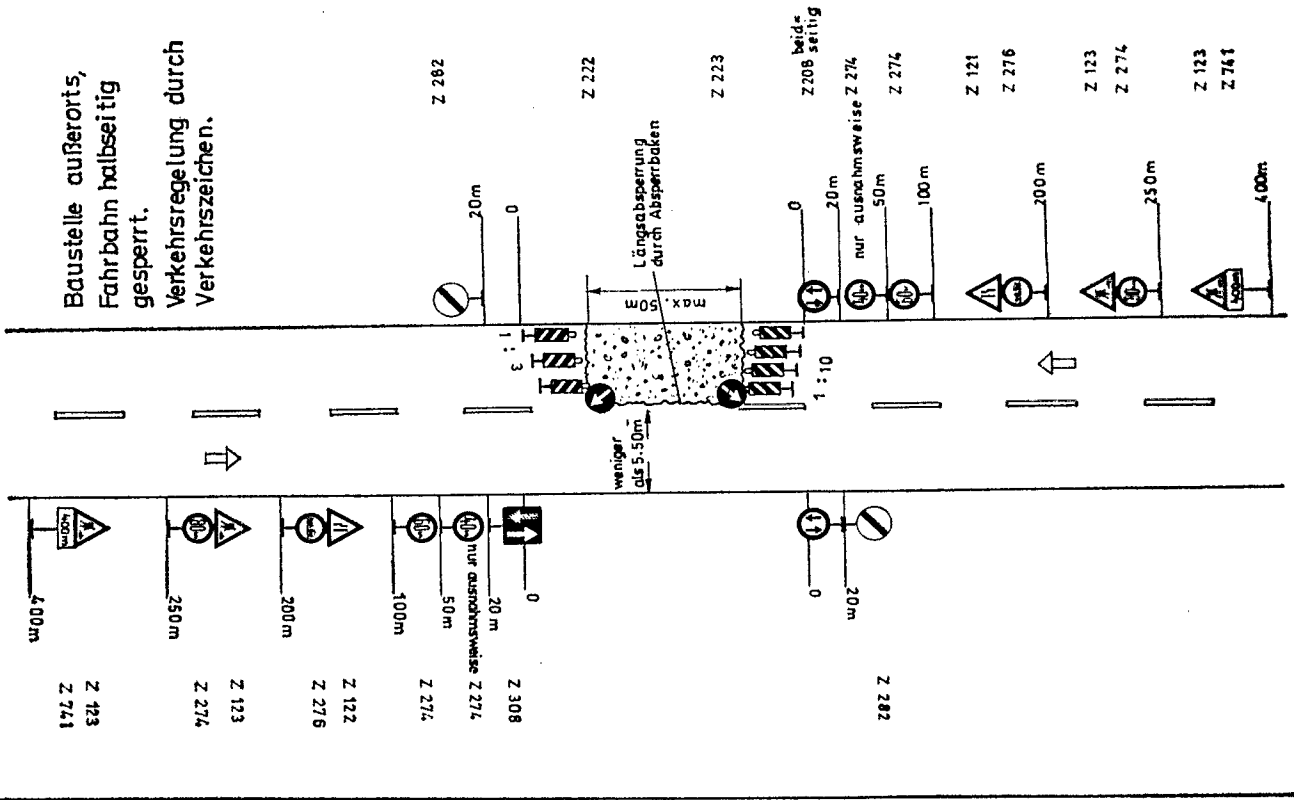 Baustelle außerorts,
Fahrbahn halbseitig
gesperrt.
Verkehrsregelung durch
Verkehrszeichen.
Z 282
20m
0
Z 222
Längsabsperrung
durch Absperrbaken
max. 50m
Z 223
1 : 3
1 : 10
weniger
als 5.50m
0
Z 208 beid=
seitig
20m
nur ausnahmsweise Z 274
50m
Z 274
100m
Z 121
Z 276
200m
Z 123
Z 274
250m
Z 123
Z 741
400m
400m
400m
400m
Z 741
Z 123
250m
Z 274
Z 123
200m
Z 276
Z 122
100m
Z 274
50m
nur ausnahmsweise Z 274
20m
Z 308
0
0
20m
Z 282